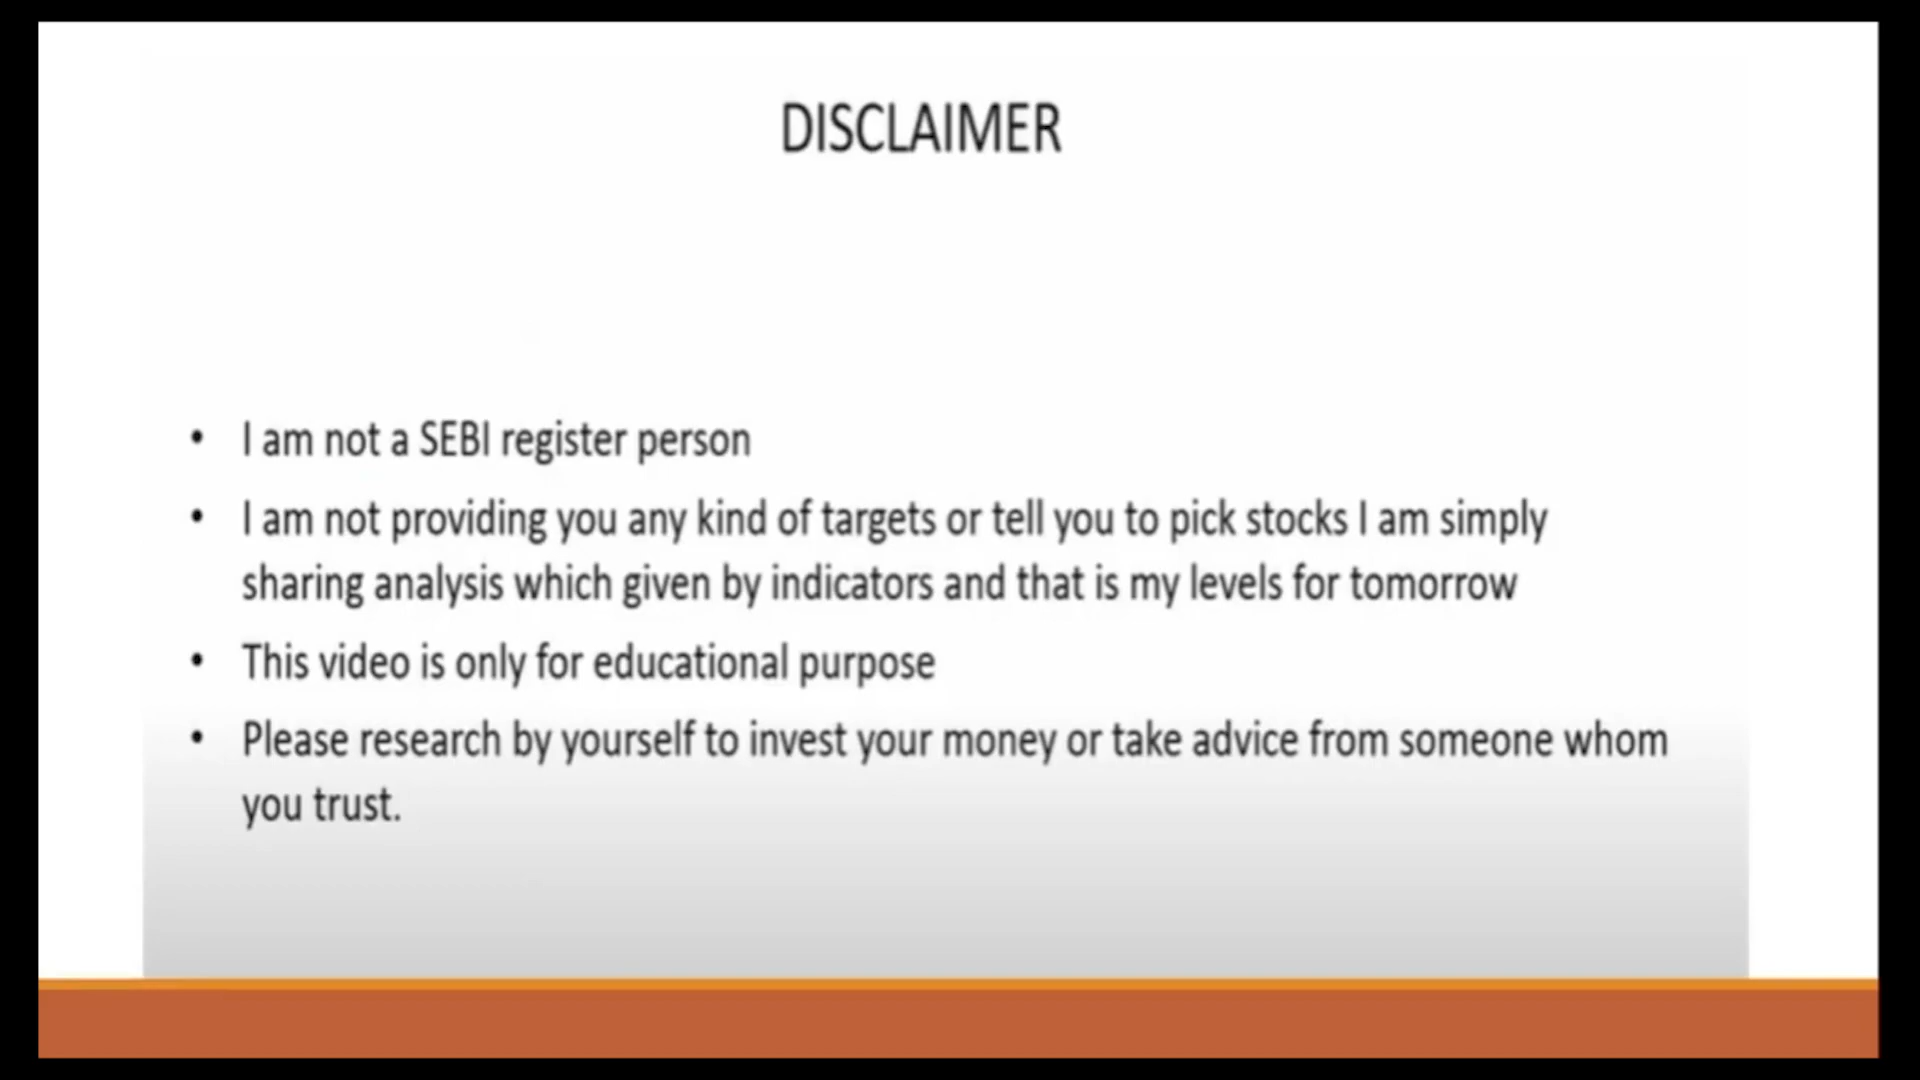 DISCLAIMER
• I am not a SEBI register person
• I am not providing you any kind of targets or tell you to pick stocks I am simply
sharing analysis which given by indicators and that is my levels for tomorrow
• This video is only for educational purpose
• Please research by yourself to invest your money or take advice from someone whom
you trust.